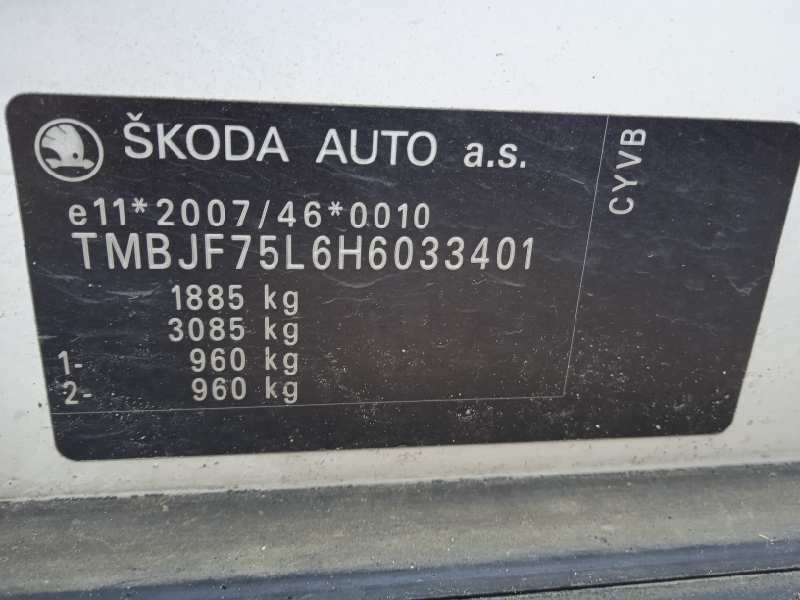 ŠKODA AUTO a.s.
e11*2007/46*0010
TMBJF75L6H6033401
1885 kg
3085 kg
1- 960 kg
2- 960 kg
CYVB